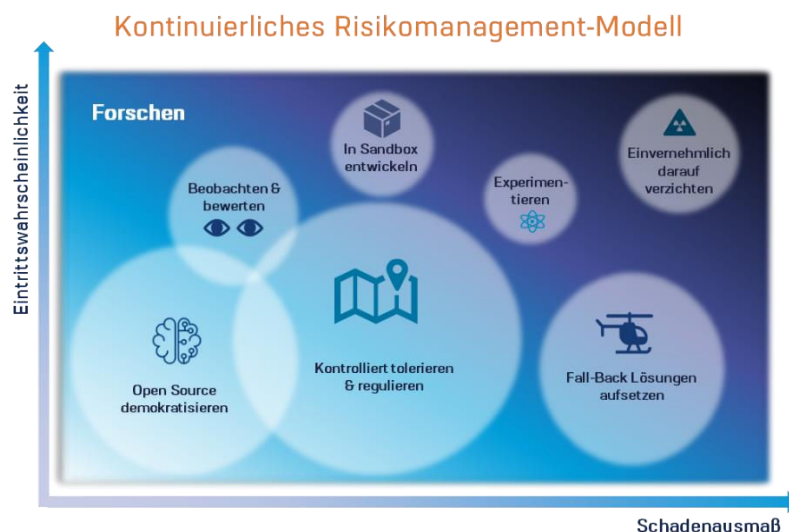 Kontinuierliches Risikomanagement-Modell
Eintrittswahrscheinlichkeit
Forschen
In Sandbox
entwickeln
Einvernehmlich
darauf
verzichten
Beobachten &
bewerten
Experimen-
tieren
Kontrolliert tolerieren
& regulieren
Open Source
demokratisieren
Fall-Back Lösungen
aufsetzen
Schadenausmaß